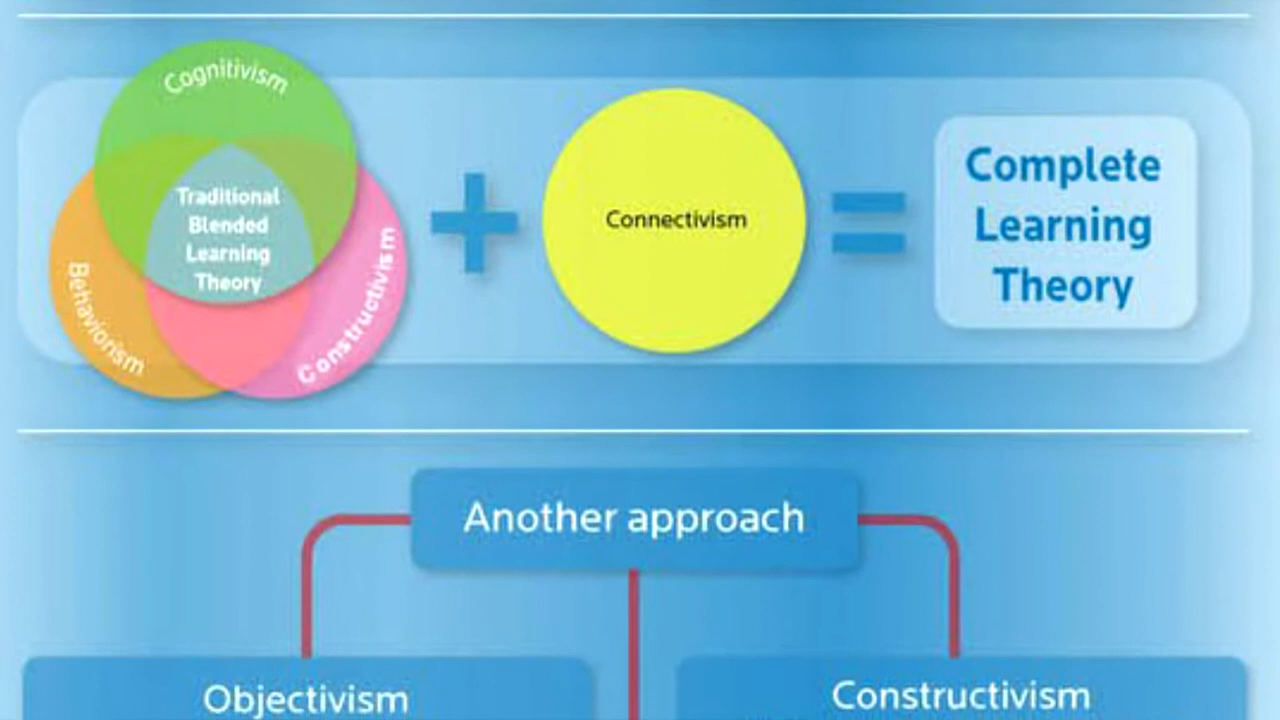 Cognitivism
Traditional
Blended
Learning
Theory
Behaviorism
Constructivism
+
Connectivism
=
Complete
Learning
Theory
Another approach
Objectivism
Constructivism